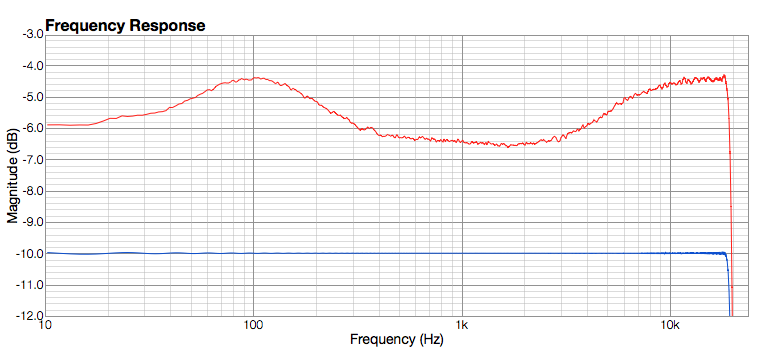 Frequency Response
-3.0
-4.0
-5.0
-6.0
-7.0
-8.0
-9.0
-10.0
-11.0
-12.0
Magnitude (dB)
10
100
1k
10k
Frequency (Hz)